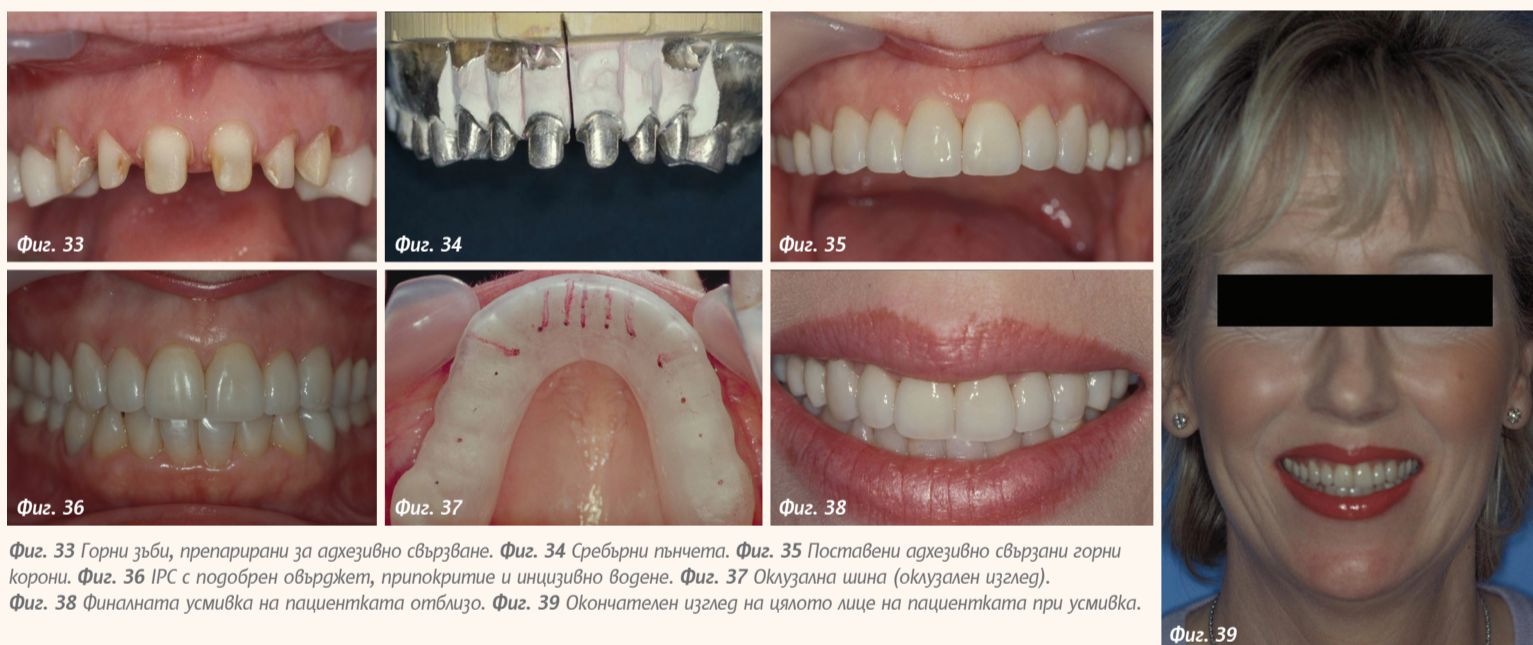 Фиг. 33
Фиг. 34
Фиг. 35
Фиг. 36
Фиг. 37
Фиг. 38
Фиг. 39
Фиг. 33 Горни зъби, препарирани за адхезивно свързване. Фиг. 34 Сребърни пънчета. Фиг. 35 Поставени адхезивно свързани горни
корони. Фиг. 36 IPC с подобрен овърджет, припокритие и инцизивно водене. Фиг. 37 Оклузална шина (оклузален изглед).
Фиг. 38 Финалната усмивка на пациентката отблизо. Фиг. 39 Окончателен изглед на цялото лице на пациентката при усмивка.